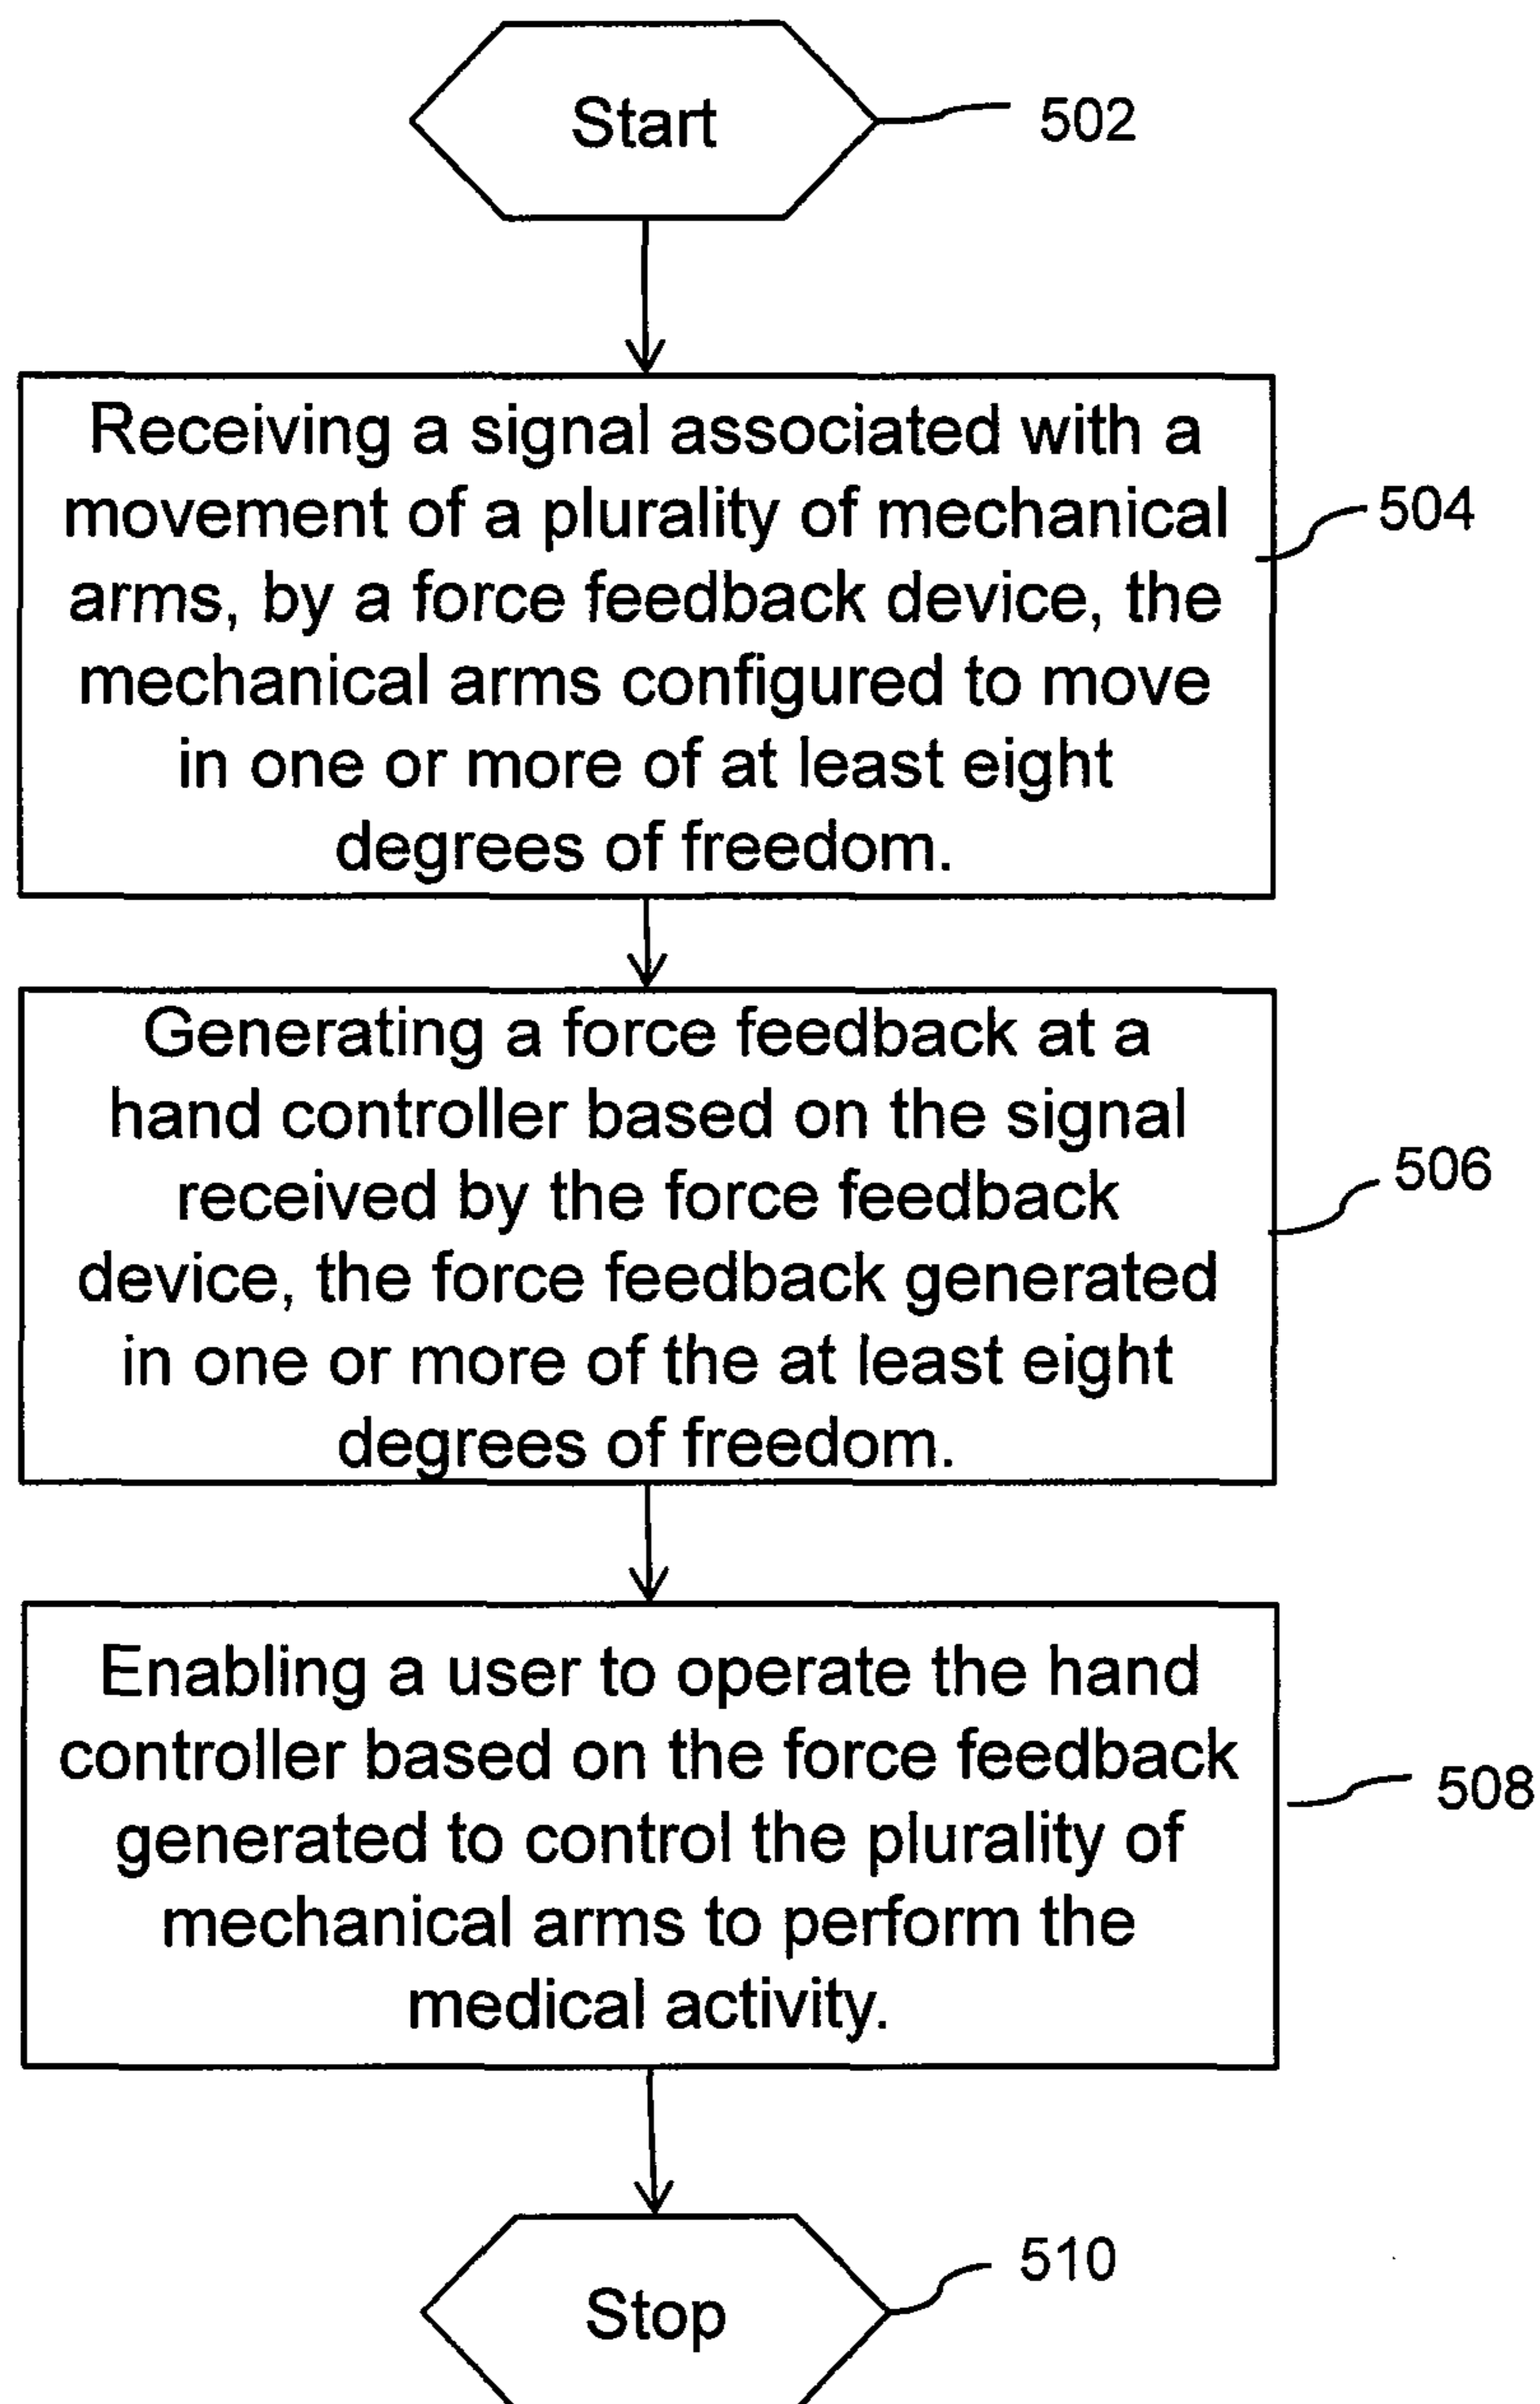 Start
502
Receiving a signal associated with a
movement of a plurality of mechanical
arms, by a force feedback device, the
mechanical arms configured to move
in one or more of at least eight
degrees of freedom.
504
Generating a force feedback at a
hand controller based on the signal
received by the force feedback
device, the force feedback generated
in one or more of the at least eight
degrees of freedom.
506
Enabling a user to operate the hand
controller based on the force feedback
generated to control the plurality of
mechanical arms to perform the
medical activity.
508
Stop
510